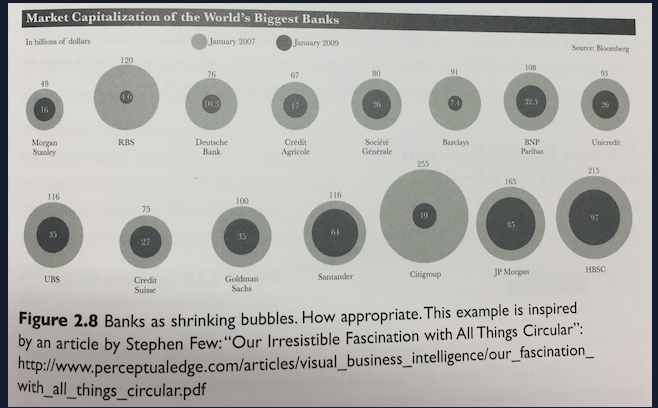 Market Capitalization of the World's Biggest Banks
In billions of dollars
January 2007
January 2009
Source: Bloomberg
49
120
76
67
80
91
108
93
16
4.6
10.3
17
26
7.4
32.5
26
Morgan
Stanley
RBS
Deutsche
Bank
Crédit
Agricole
Société
Générale
Barclays
BNP
Paribas
Unicredit
116
75
100
116
255
165
215
35
27
35
64
19
85
97
UBS
Credit
Suisse
Goldman
Sachs
Santander
Citigroup
JP Morgan
HBSC
Figure 2.8 Banks as shrinking bubbles. How appropriate. This example is inspired
by an article by Stephen Few: "Our Irresistible Fascination with All Things Circular":
http://www.perceptualedge.com/articles/visual_business_intelligence/our_fascination_
with_all_things_circular.pdf